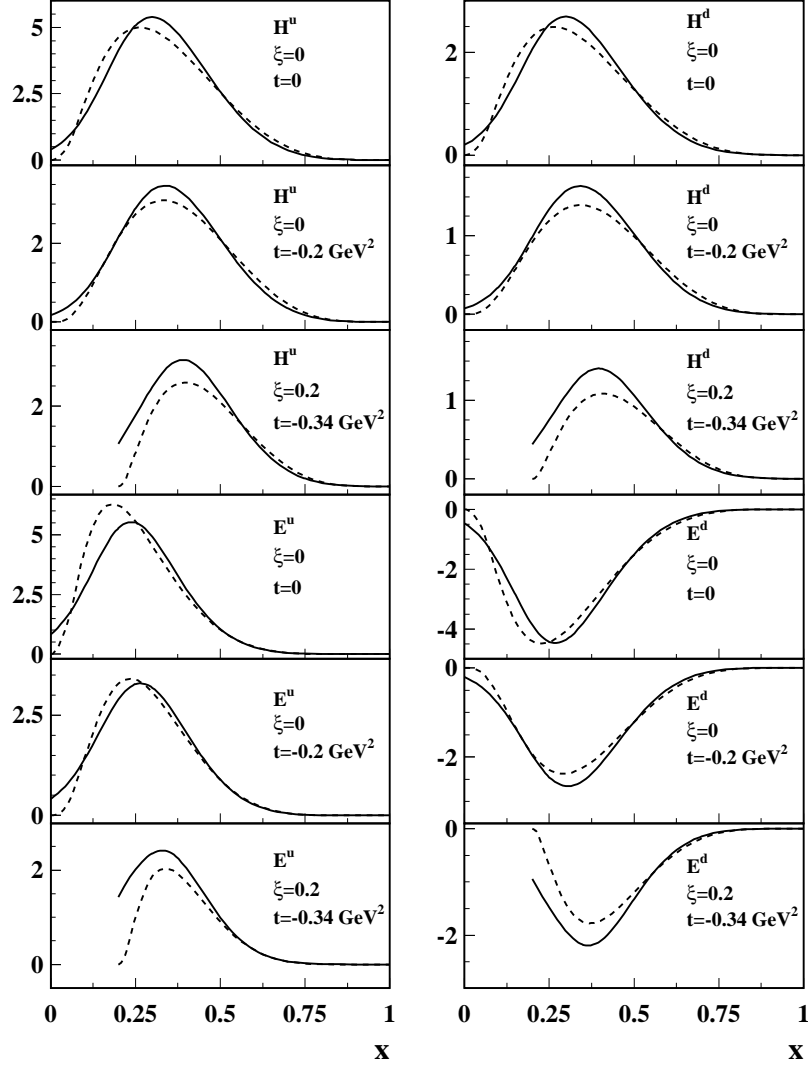 H^u
ξ=0
t=0
5
2.5
0
H^d
ξ=0
t=0
2
0
H^u
ξ=0
t=-0.2 GeV^2
2
0
H^d
ξ=0
t=-0.2 GeV^2
1
0
H^u
ξ=0.2
t=-0.34 GeV^2
2
0
H^d
ξ=0.2
t=-0.34 GeV^2
1
0
E^u
ξ=0
t=0
5
2.5
0
E^d
ξ=0
t=0
0
-2
-4
E^u
ξ=0
t=-0.2 GeV^2
2.5
0
E^d
ξ=0
t=-0.2 GeV^2
0
-2
E^u
ξ=0.2
t=-0.34 GeV^2
2
0
E^d
ξ=0.2
t=-0.34 GeV^2
0
-2
0 0.25 0.5 0.75 1
x
0 0.25 0.5 0.75 1
x